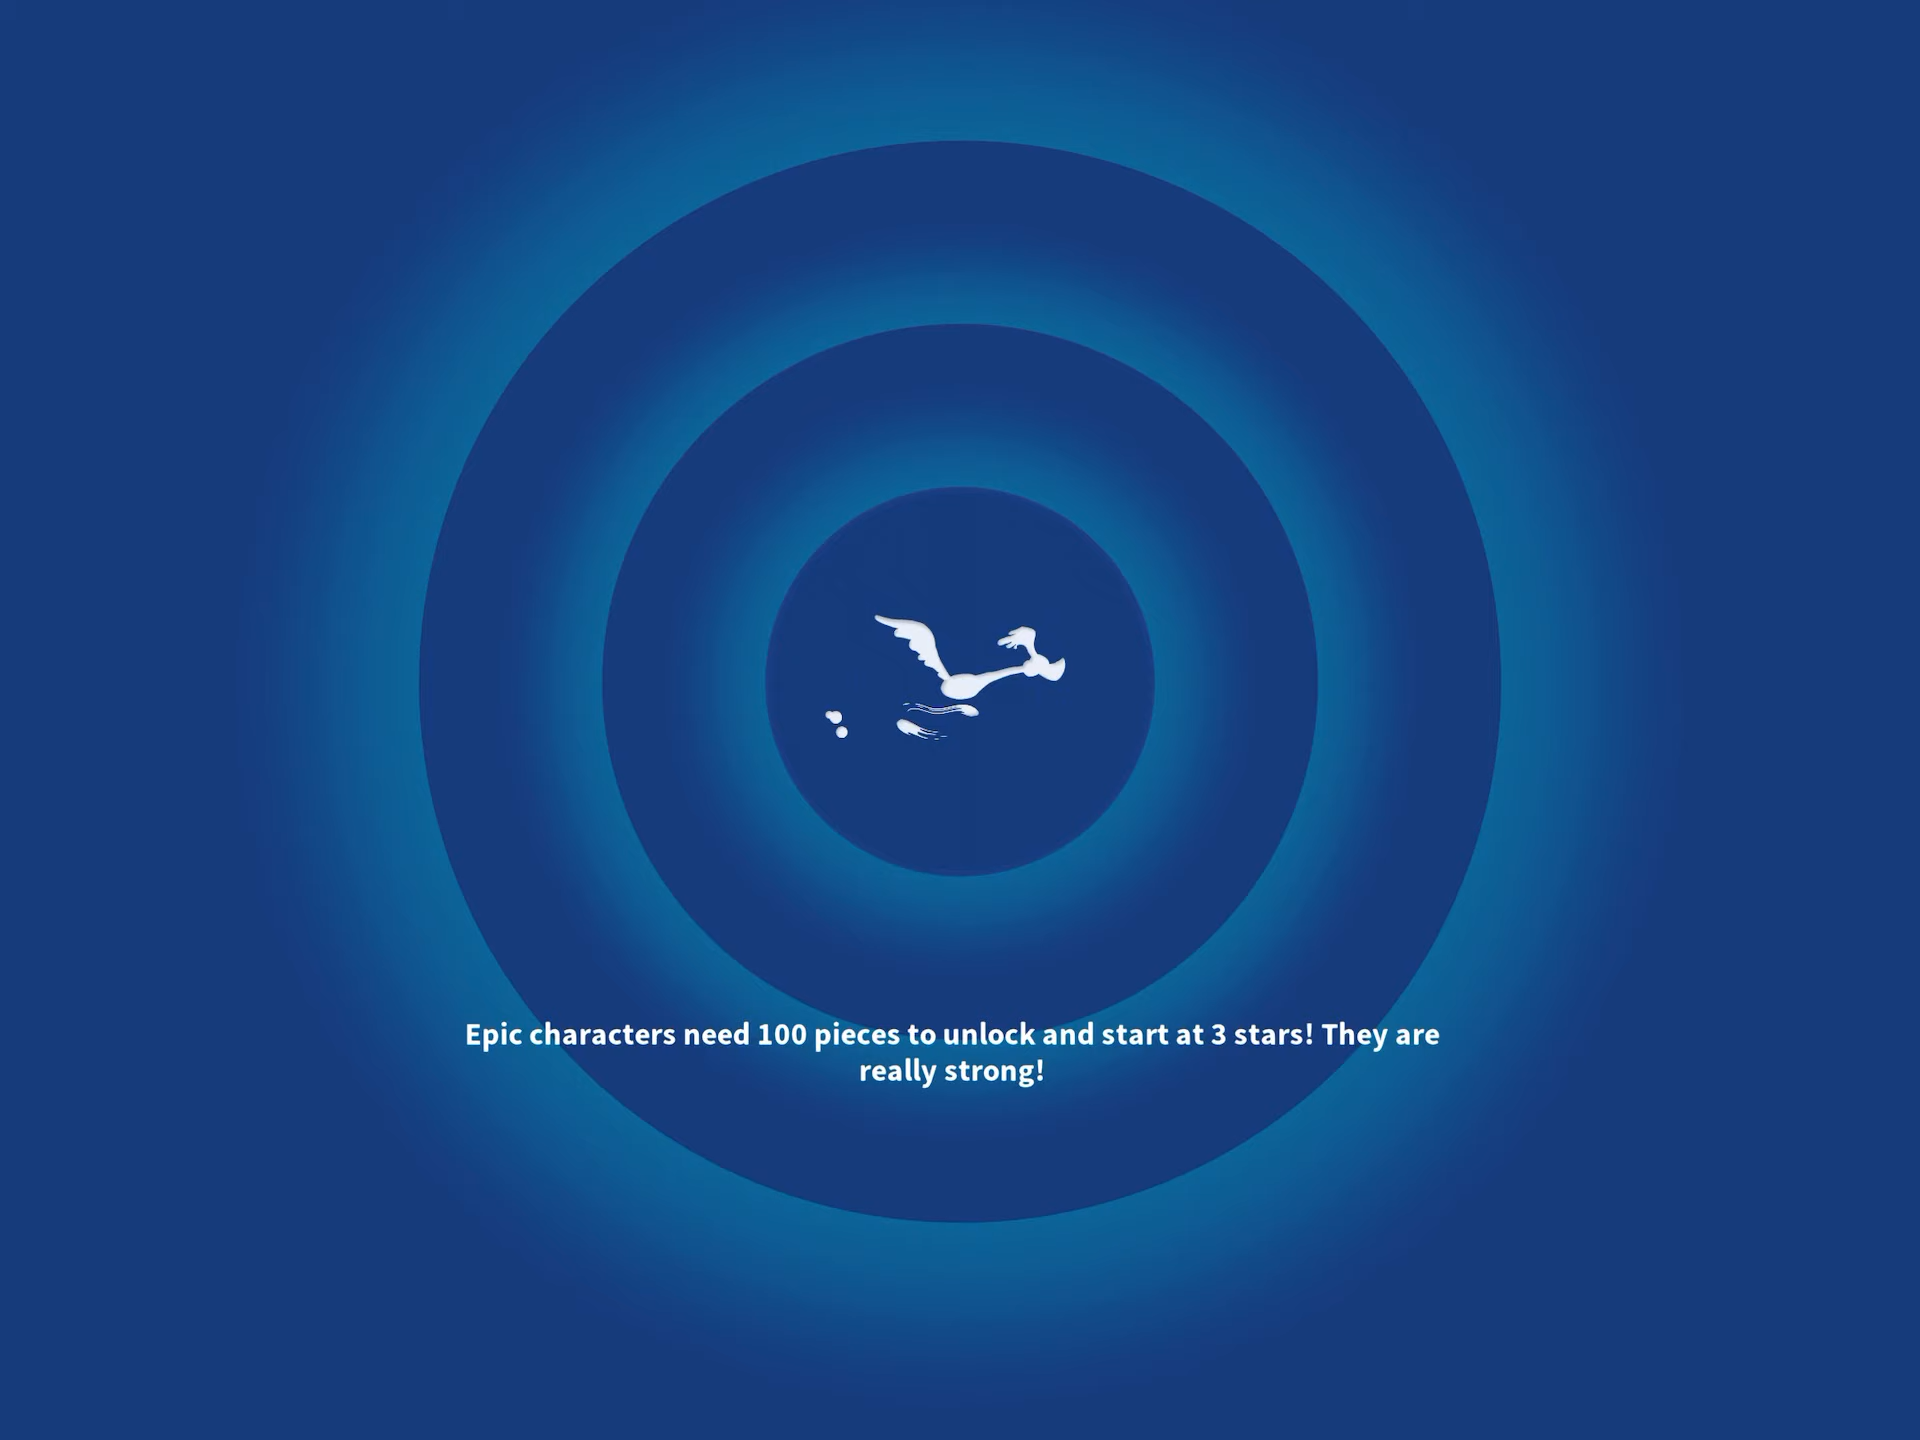 Epic characters need 100 pieces to unlock and start at 3 stars! They are
really strong!